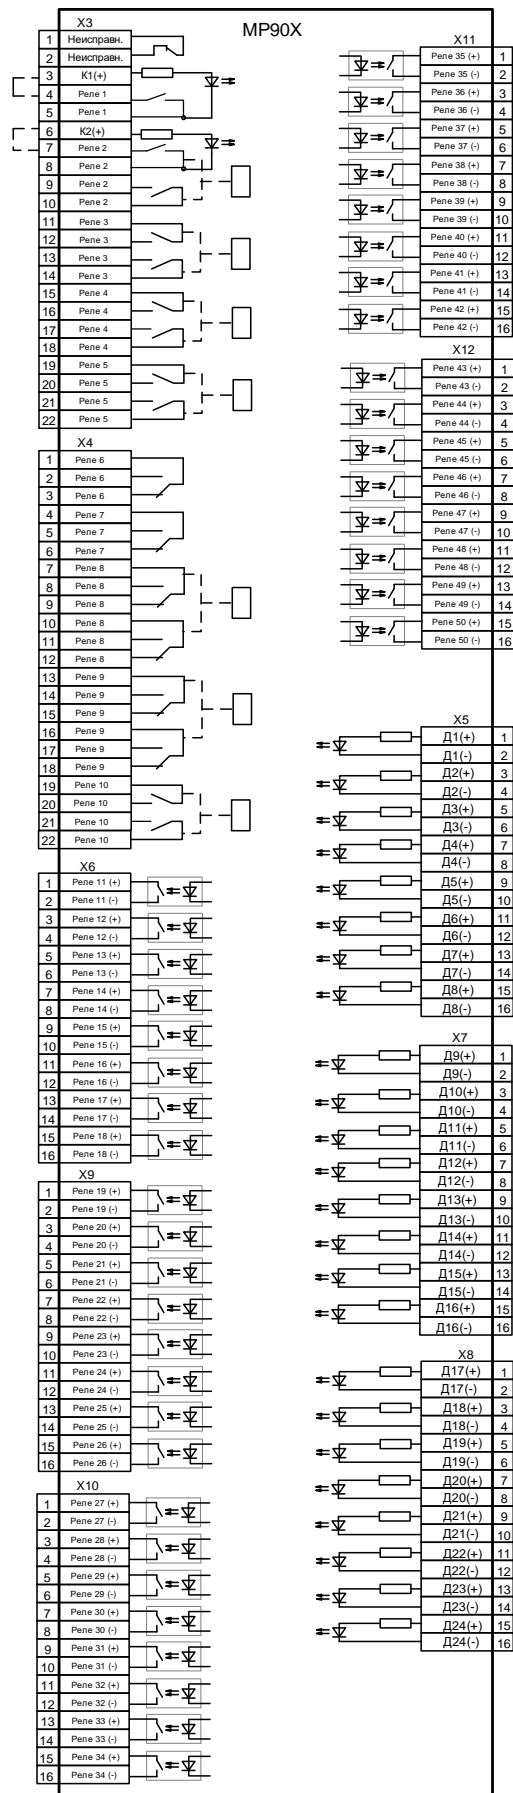 МР90Х
X3
1 Неисправн.
2 Неисправн.
3 К1(+)
4 Реле 1
5 Реле 1
6 К2(+)
7 Реле 2
8 Реле 2
9 Реле 2
10 Реле 2
11 Реле 3
12 Реле 3
13 Реле 3
14 Реле 3
15 Реле 4
16 Реле 4
17 Реле 4
18 Реле 4
19 Реле 5
20 Реле 5
21 Реле 5
22 Реле 5
X4
1 Реле 6
2 Реле 6
3 Реле 6
4 Реле 7
5 Реле 7
6 Реле 7
7 Реле 8
8 Реле 8
9 Реле 8
10 Реле 8
11 Реле 8
12 Реле 8
13 Реле 9
14 Реле 9
15 Реле 9
16 Реле 9
17 Реле 9
18 Реле 9
19 Реле 10
20 Реле 10
21 Реле 10
22 Реле 10
X6
1 Реле 11 (+)
2 Реле 11 (-)
3 Реле 12 (+)
4 Реле 12 (-)
5 Реле 13 (+)
6 Реле 13 (-)
7 Реле 14 (+)
8 Реле 14 (-)
9 Реле 15 (+)
10 Реле 15 (-)
11 Реле 16 (+)
12 Реле 16 (-)
13 Реле 17 (+)
14 Реле 17 (-)
15 Реле 18 (+)
16 Реле 18 (-)
X9
1 Реле 19 (+)
2 Реле 19 (-)
3 Реле 20 (+)
4 Реле 20 (-)
5 Реле 21 (+)
6 Реле 21 (-)
7 Реле 22 (+)
8 Реле 22 (-)
9 Реле 23 (+)
10 Реле 23 (-)
11 Реле 24 (+)
12 Реле 24 (-)
13 Реле 25 (+)
14 Реле 25 (-)
15 Реле 26 (+)
16 Реле 26 (-)
X10
1 Реле 27 (+)
2 Реле 27 (-)
3 Реле 28 (+)
4 Реле 28 (-)
5 Реле 29 (+)
6 Реле 29 (-)
7 Реле 30 (+)
8 Реле 30 (-)
9 Реле 31 (+)
10 Реле 31 (-)
11 Реле 32 (+)
12 Реле 32 (-)
13 Реле 33 (+)
14 Реле 33 (-)
15 Реле 34 (+)
16 Реле 34 (-)
X11
Реле 35 (+) 1
Реле 35 (-) 2
Реле 36 (+) 3
Реле 36 (-) 4
Реле 37 (+) 5
Реле 37 (-) 6
Реле 38 (+) 7
Реле 38 (-) 8
Реле 39 (+) 9
Реле 39 (-) 10
Реле 40 (+) 11
Реле 40 (-) 12
Реле 41 (+) 13
Реле 41 (-) 14
Реле 42 (+) 15
Реле 42 (-) 16
X12
Реле 43 (+) 1
Реле 43 (-) 2
Реле 44 (+) 3
Реле 44 (-) 4
Реле 45 (+) 5
Реле 45 (-) 6
Реле 46 (+) 7
Реле 46 (-) 8
Реле 47 (+) 9
Реле 47 (-) 10
Реле 48 (+) 11
Реле 48 (-) 12
Реле 49 (+) 13
Реле 49 (-) 14
Реле 50 (+) 15
Реле 50 (-) 16
X5
Д1(+) 1
Д1(-) 2
Д2(+) 3
Д2(-) 4
Д3(+) 5
Д3(-) 6
Д4(+) 7
Д4(-) 8
Д5(+) 9
Д5(-) 10
Д6(+) 11
Д6(-) 12
Д7(+) 13
Д7(-) 14
Д8(+) 15
Д8(-) 16
X7
Д9(+) 1
Д9(-) 2
Д10(+) 3
Д10(-) 4
Д11(+) 5
Д11(-) 6
Д12(+) 7
Д12(-) 8
Д13(+) 9
Д13(-) 10
Д14(+) 11
Д14(-) 12
Д15(+) 13
Д15(-) 14
Д16(+) 15
Д16(-) 16
X8
Д17(+) 1
Д17(-) 2
Д18(+) 3
Д18(-) 4
Д19(+) 5
Д19(-) 6
Д20(+) 7
Д20(-) 8
Д21(+) 9
Д21(-) 10
Д22(+) 11
Д22(-) 12
Д23(+) 13
Д23(-) 14
Д24(+) 15
Д24(-) 16